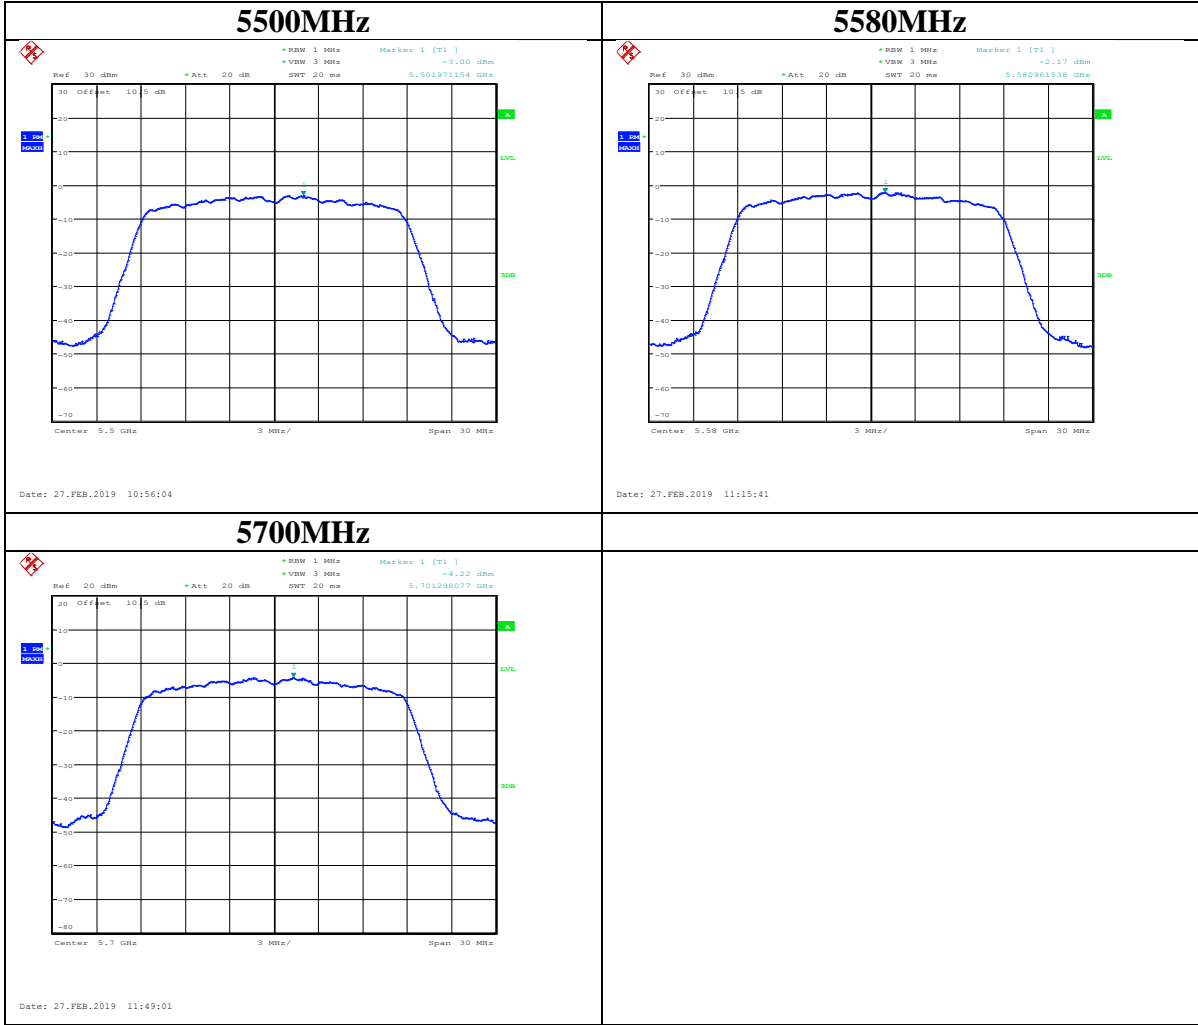 5500MHz
R S
* RBW 1 MHz Marker 1 [T1 ]
* VBW 3 MHz -3.00 dBm
Ref 30 dBm * Att 20 dB SWT 20 ms 5.501971154 GHz
30 Offset 10.5 dB
A
20
1 RM *
MAXH
10
LVL
0
1
-10
-20
3DB
-30
-40
-50
-60
-70
Center 5.5 GHz 3 MHz/ Span 30 MHz
Date: 27.FEB.2019 10:56:04
5580MHz
R S
* RBW 1 MHz Marker 1 [T1 ]
* VBW 3 MHz -2.17 dBm
Ref 30 dBm * Att 20 dB SWT 20 ms 5.580961538 GHz
30 Offset 10.5 dB
A
20
1 RM *
MAXH
10
LVL
0
1
-10
-20
3DB
-30
-40
-50
-60
-70
Center 5.58 GHz 3 MHz/ Span 30 MHz
Date: 27.FEB.2019 11:15:41
5700MHz
R S
* RBW 1 MHz Marker 1 [T1 ]
* VBW 3 MHz -4.22 dBm
Ref 20 dBm * Att 20 dB SWT 20 ms 5.701298077 GHz
20 Offset 10.5 dB
A
10
1 RM *
MAXH
0
LVL
1
-10
-20
-30
3DB
-40
-50
-60
-70
-80
Center 5.7 GHz 3 MHz/ Span 30 MHz
Date: 27.FEB.2019 11:49:01